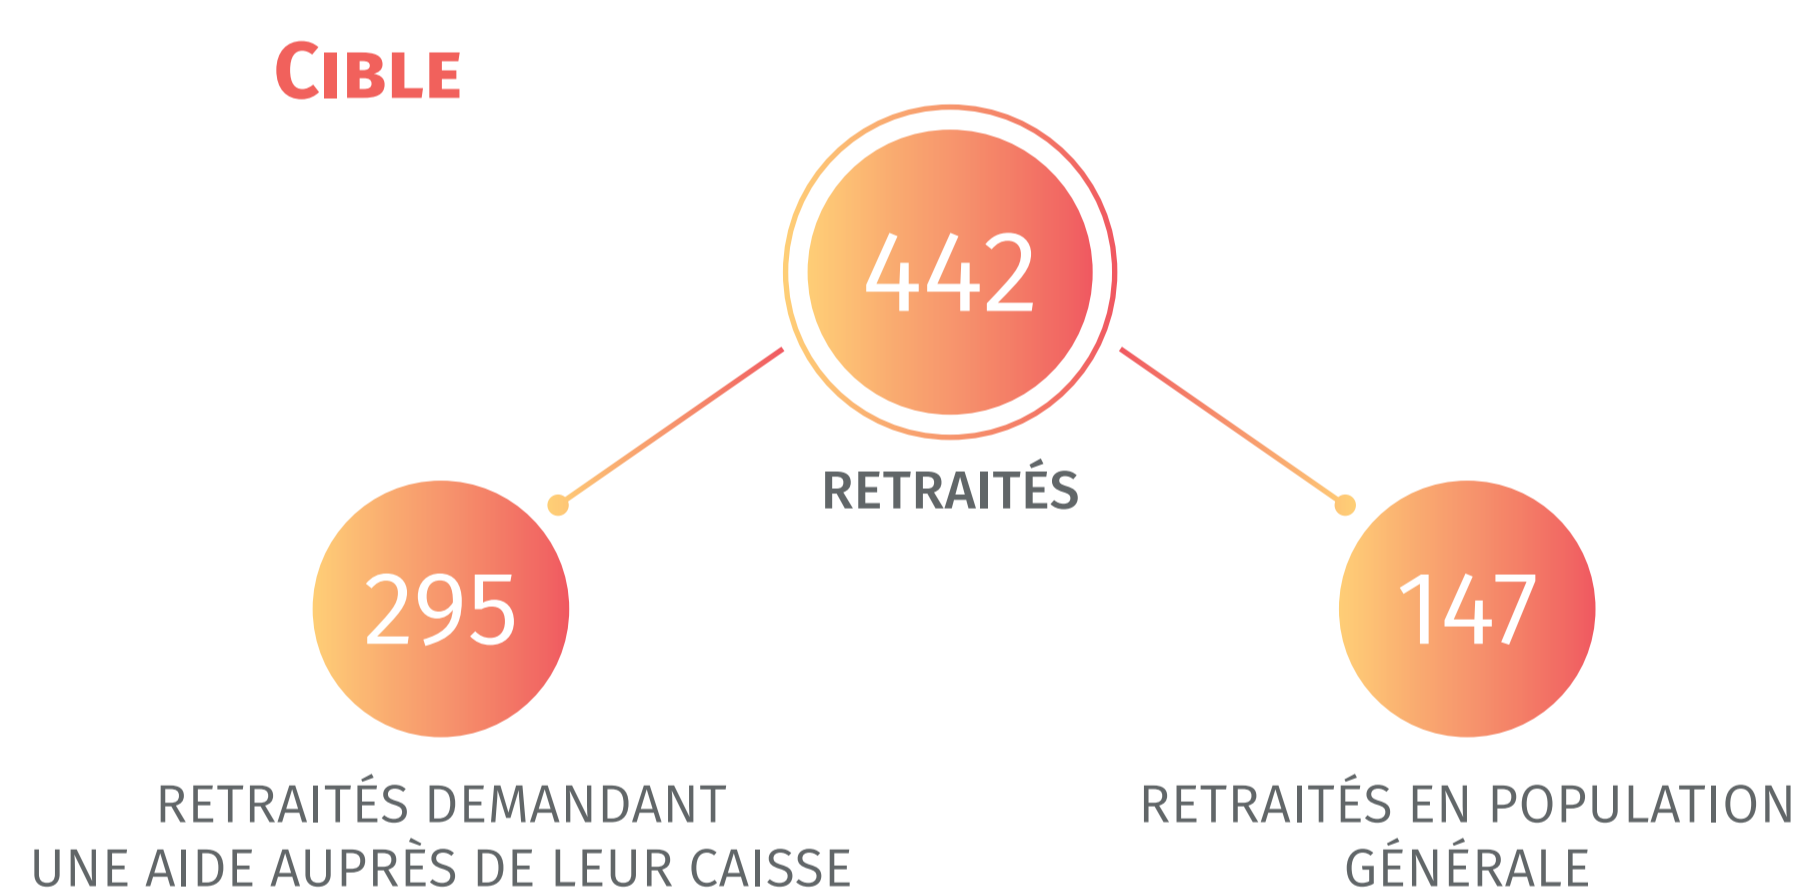 CIBLE
442
RETRAITÉS
295
RETRAITÉS DEMANDANT
UNE AIDE AUPRÈS DE LEUR CAISSE
147
RETRAITÉS EN POPULATION
GÉNÉRALE